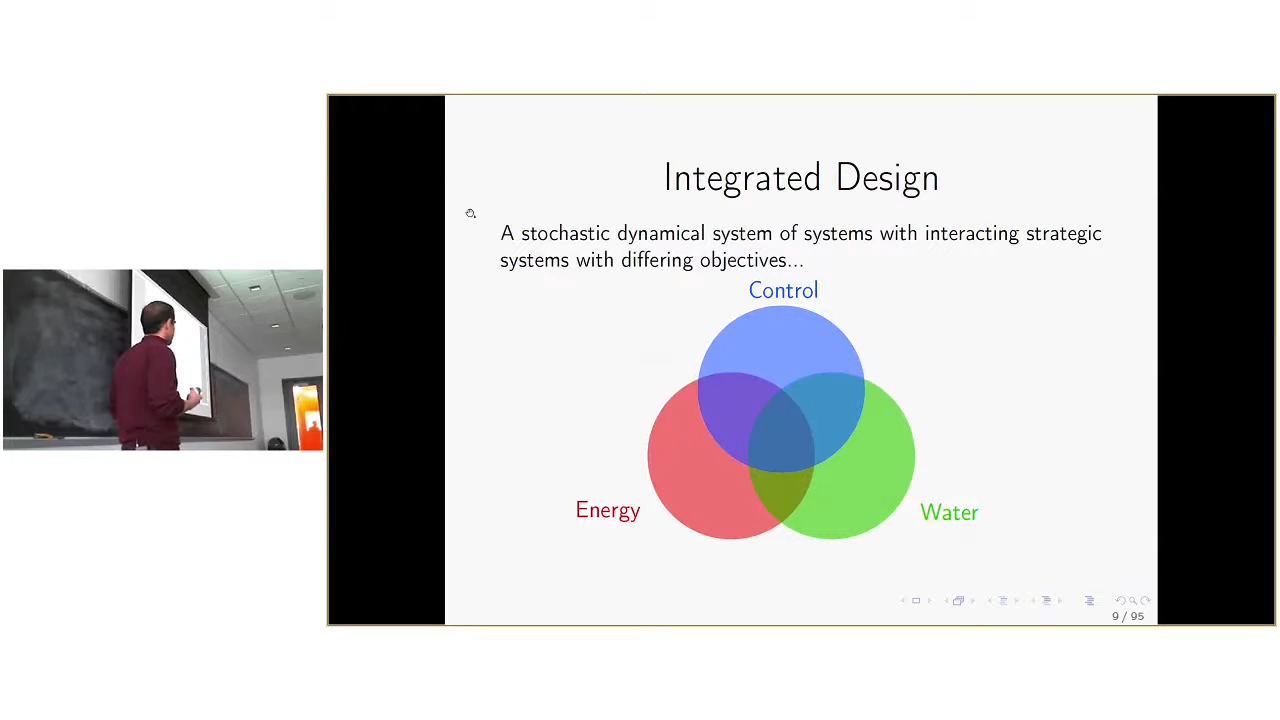 Integrated Design
A stochastic dynamical system of systems with interacting strategic
systems with differing objectives...
Control
Energy
Water
9 / 95